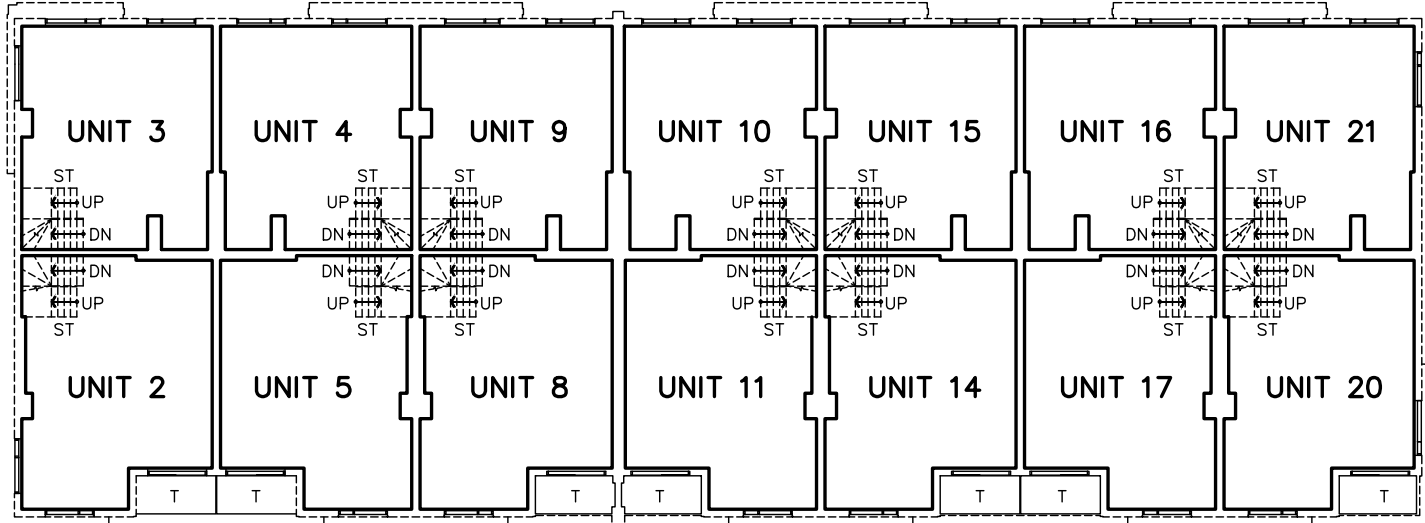 UNIT 3 UNIT 4 UNIT 9 UNIT 10 UNIT 15 UNIT 16 UNIT 21
ST ST ST ST ST ST ST
UP UP UP UP UP UP UP
DN DN DN DN DN DN DN
DN DN DN DN DN DN DN
UP UP UP UP UP UP UP
ST ST ST ST ST ST ST
UNIT 2 UNIT 5 UNIT 8 UNIT 11 UNIT 14 UNIT 17 UNIT 20
T T T T T T T